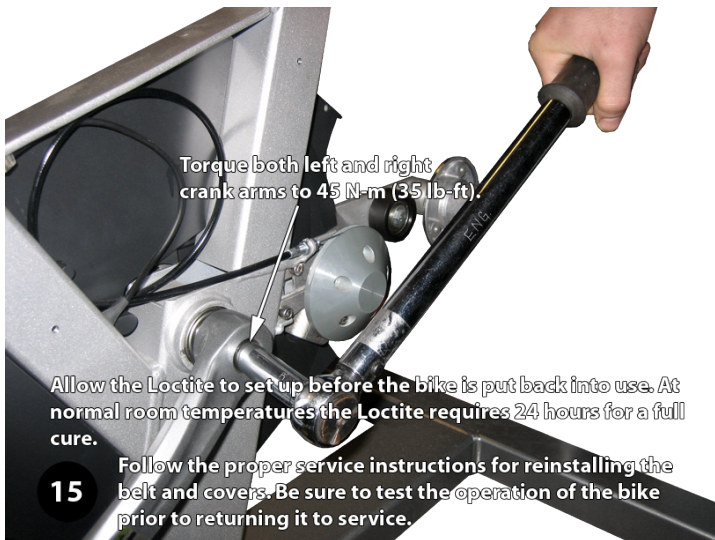 Torque both left and right
crank arms to 45 N-m (35 lb-ft).
ENG.
Allow the Loctite to set up before the bike is put back into use. At
normal room temperatures the Loctite requires 24 hours for a full
cure.
15
Follow the proper service instructions for reinstalling the
belt and covers. Be sure to test the operation of the bike
prior to returning it to service.